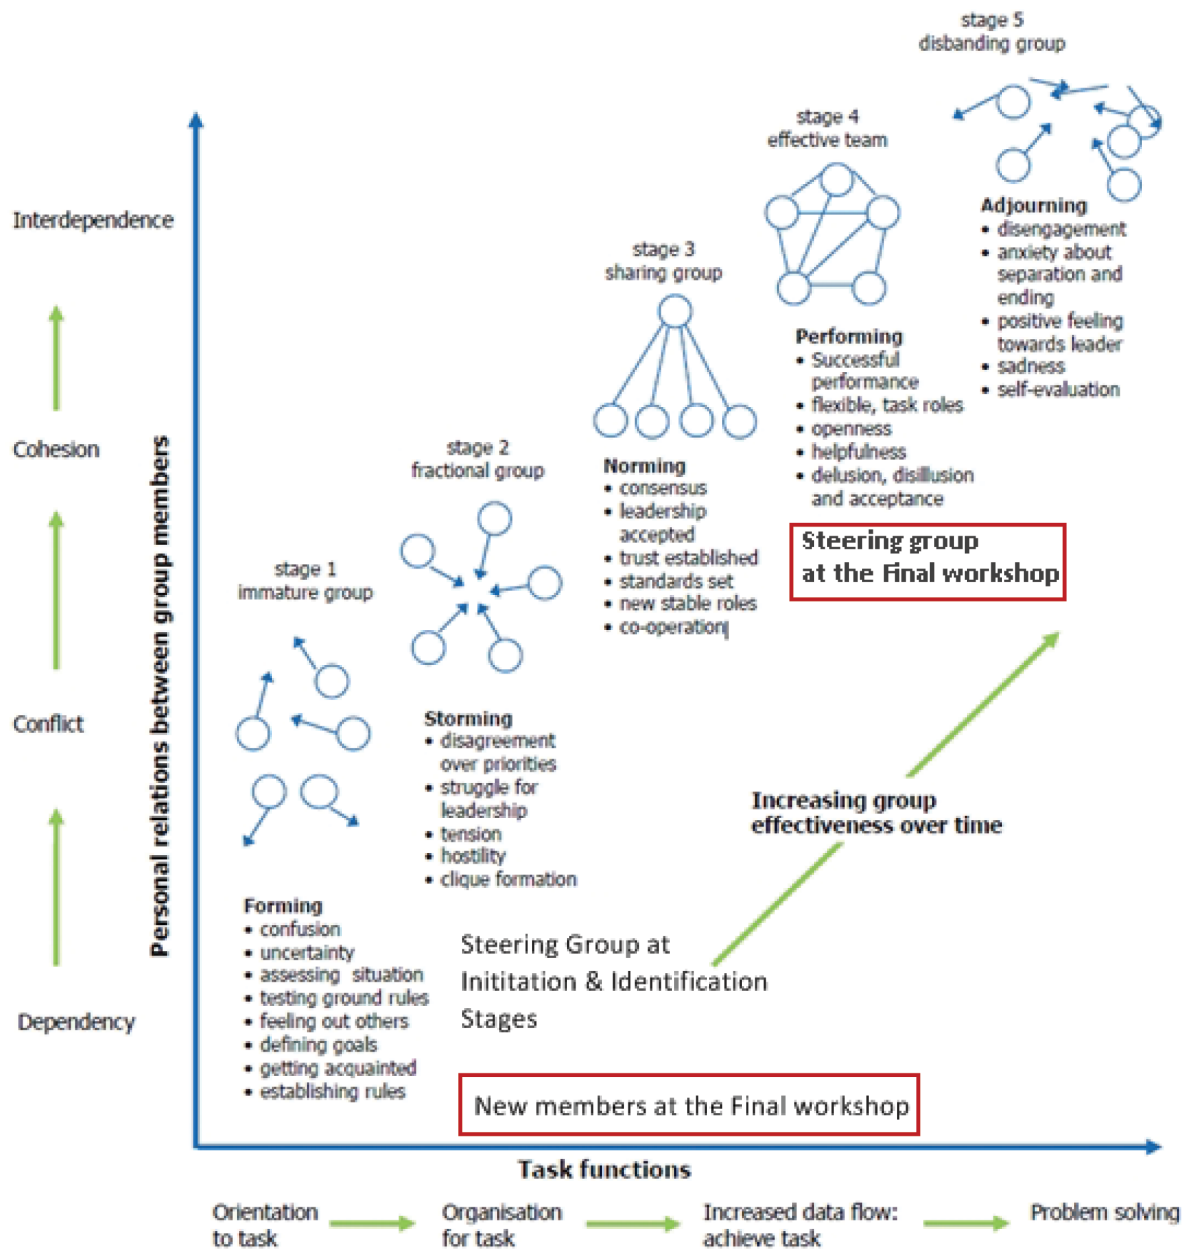 stage 5
disbanding group
Adjourning
• disengagement
• anxiety about
separation and
ending
• positive feeling
towards leader
• sadness
• self-evaluation
stage 4
effective team
Performing
• Successful
performance
• flexible, task roles
• openness
• helpfulness
• delusion, disillusion
and acceptance
Steering group
at the Final workshop
stage 3
sharing group
Norming
• consensus
• leadership
accepted
• trust established
• standards set
• new stable roles
• co-operation
stage 2
fractional group
Storming
• disagreement
over priorities
• struggle for
leadership
• tension
• hostility
• clique formation
stage 1
immature group
Forming
• confusion
• uncertainty
• assessing situation
• testing ground rules
• feeling out others
• defining goals
• getting acquainted
• establishing rules
Interdependence
Cohesion
Conflict
Dependency
Personal relations between group members
Increasing group
effectiveness over time
Steering Group at
Inititation & Identification
Stages
New members at the Final workshop
Task functions
Orientation
to task
Organisation
for task
Increased data flow:
achieve task
Problem solving